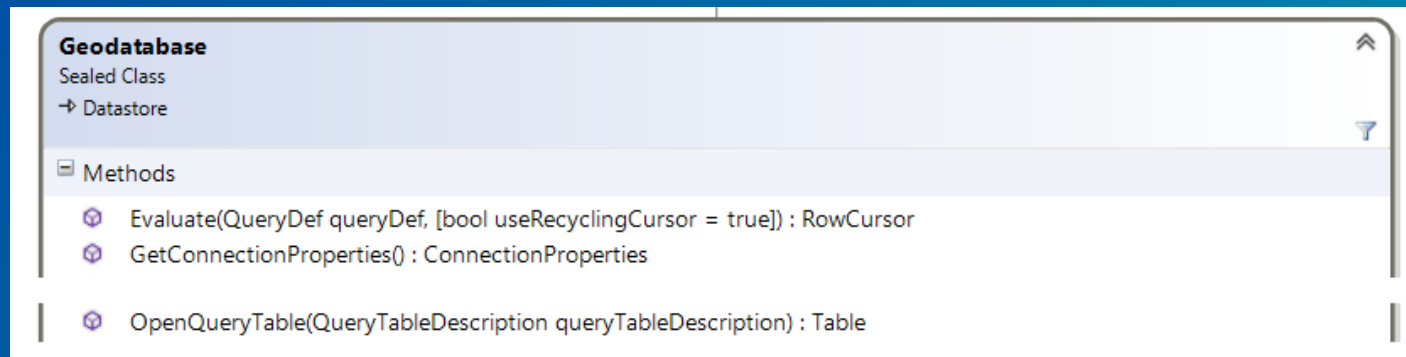 Geodatabase
Sealed Class
Datastore
Methods
Evaluate(QueryDef queryDef, [bool useRecyclingCursor = true]) : RowCursor
GetConnectionProperties() : ConnectionProperties
OpenQueryTable(QueryTableDescription queryTableDescription) : Table